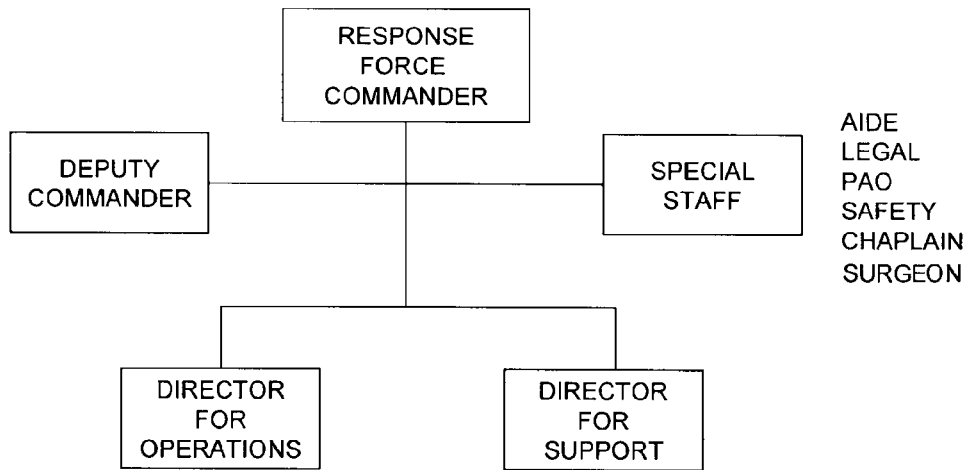 RESPONSE
FORCE
COMMANDER
DEPUTY
COMMANDER
SPECIAL
STAFF
AIDE
LEGAL
PAO
SAFETY
CHAPLAIN
SURGEON
DIRECTOR
FOR
OPERATIONS
DIRECTOR
FOR
SUPPORT